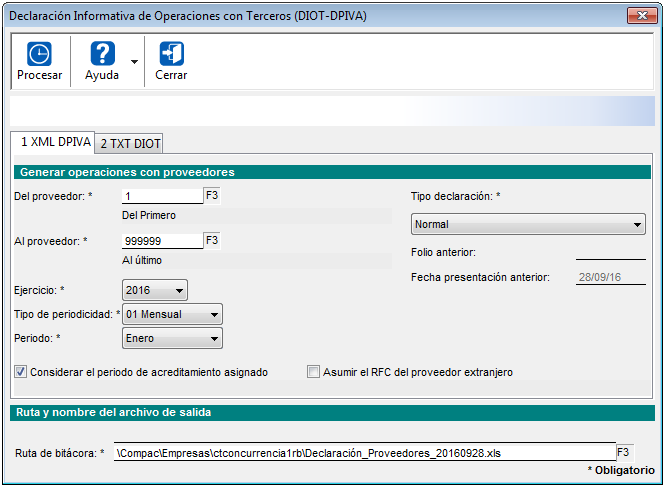 Declaración Informativa de Operaciones con Terceros (DIOT-DPIVA)
Procesar Ayuda Cerrar
1 XML DPIVA 2 TXT DIOT
Generar operaciones con proveedores
Del proveedor: * 1 F3 Tipo declaración: *
Del Primero
Normal
Al proveedor: * 999999 F3
Folio anterior:
Al último
Fecha presentación anterior: 28/09/16
Ejercicio: * 2016
Tipo de periodicidad: * 01 Mensual
Periodo: * Enero
Considerar el periodo de acreditamiento asignado Asumir el RFC del proveedor extranjero
Ruta y nombre del archivo de salida
Ruta de bitácora: * \Compac\Empresas\ctconcurrencia1rb\Declaración_Proveedores_20160928.xls F3
* Obligatorio